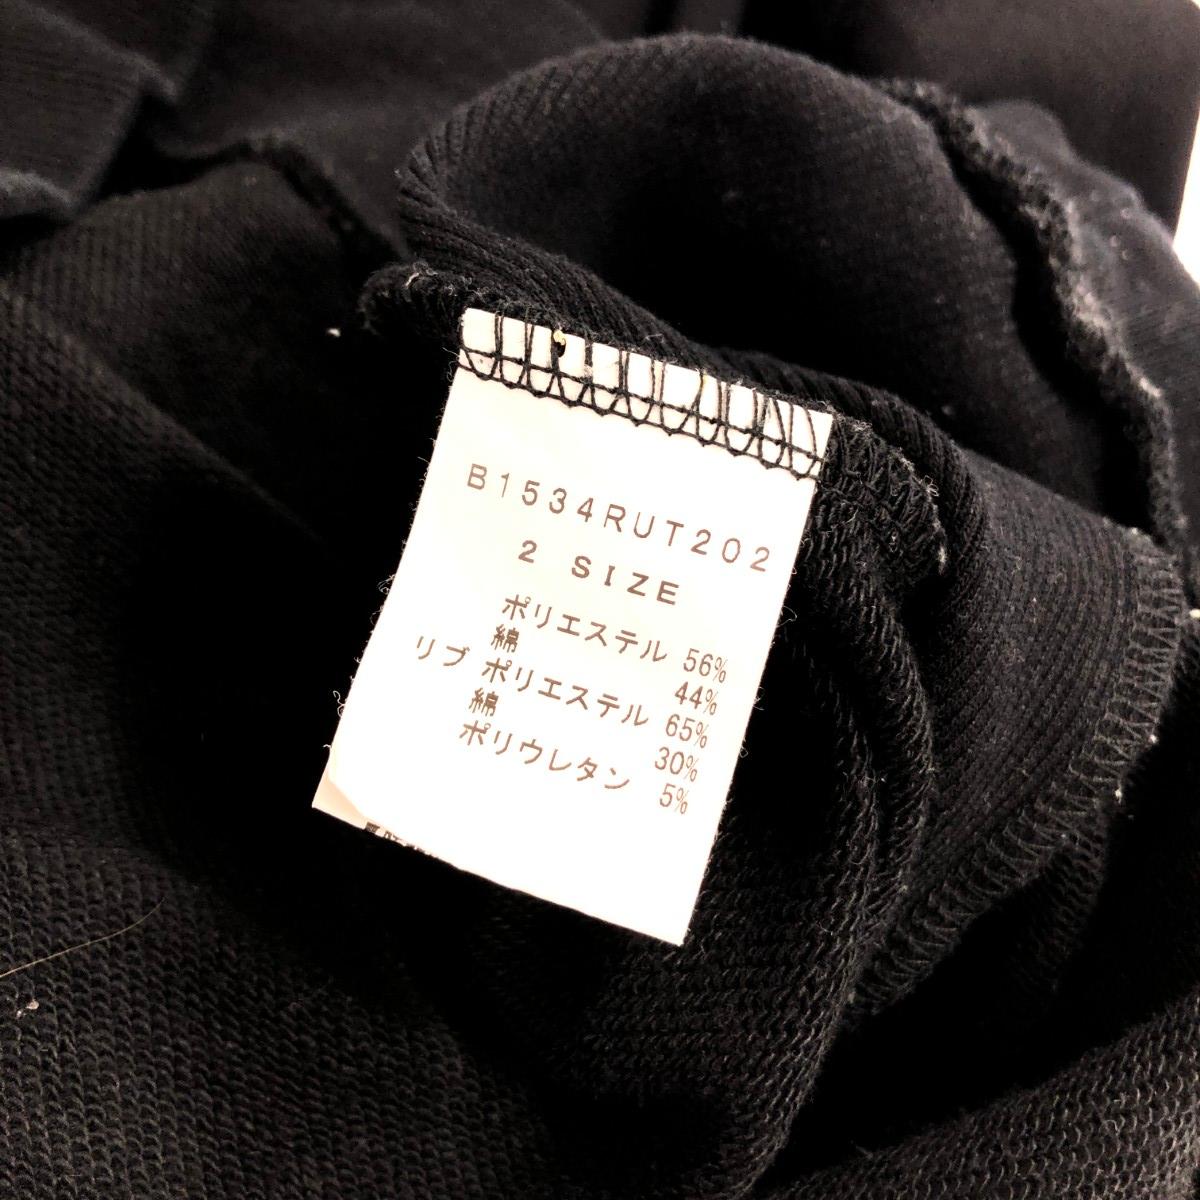 B1534RUT202
2 SIZE
ポリエステル 56%
綿 44%
リブ ポリエステル 65%
綿 30%
ポリウレタン 5%